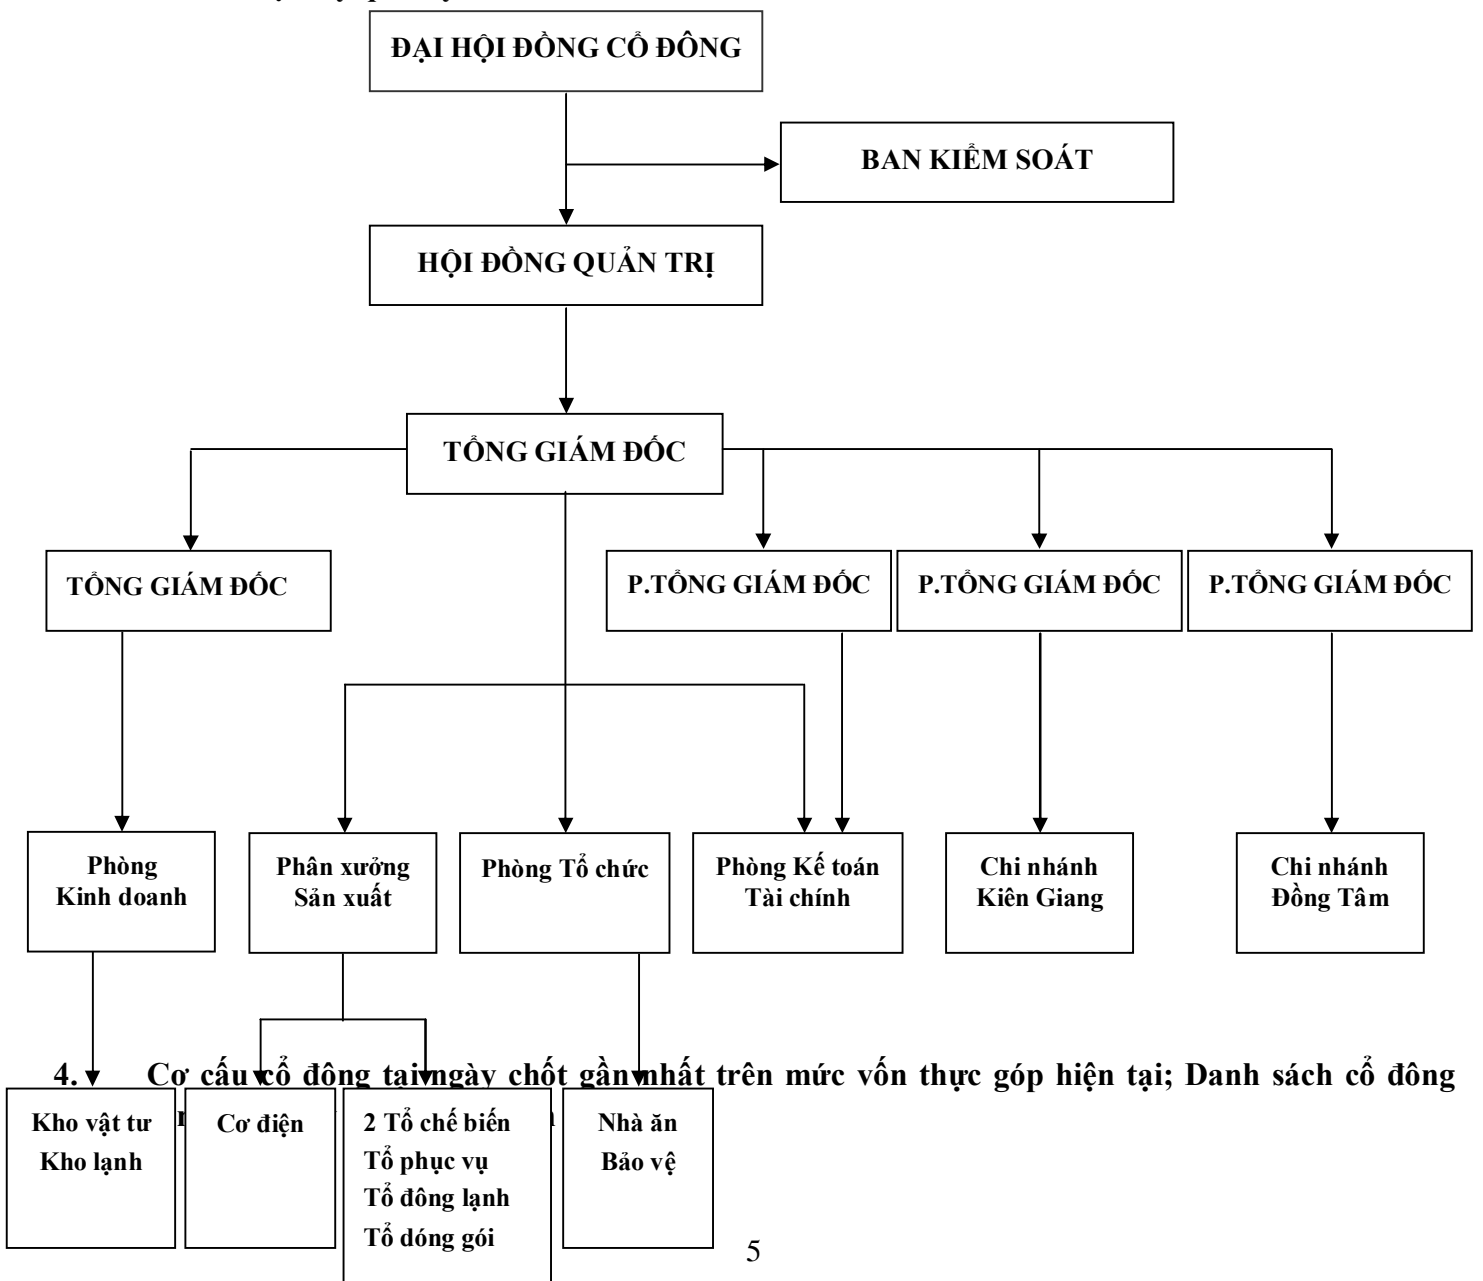 ĐẠI HỘI ĐỒNG CỔ ĐÔNG
BAN KIỂM SOÁT
HỘI ĐỒNG QUẢN TRỊ
TỔNG GIÁM ĐỐC
TỔNG GIÁM ĐỐC
P.TỔNG GIÁM ĐỐC
P.TỔNG GIÁM ĐỐC
P.TỔNG GIÁM ĐỐC
Phòng
Kinh doanh
Phân xưởng
Sản xuất
Phòng Tổ chức
Phòng Kế toán
Tài chính
Chi nhánh
Kiên Giang
Chi nhánh
Đồng Tâm
4. Cơ cấu cổ đông tại ngày chốt gần nhất trên mức vốn thực góp hiện tại; Danh sách cổ đông
Kho vật tư
Kho lạnh
Cơ điện
2 Tổ chế biến
Tổ phục vụ
Tổ đông lạnh
Tổ dóng gói
Nhà ăn
Bảo vệ
5